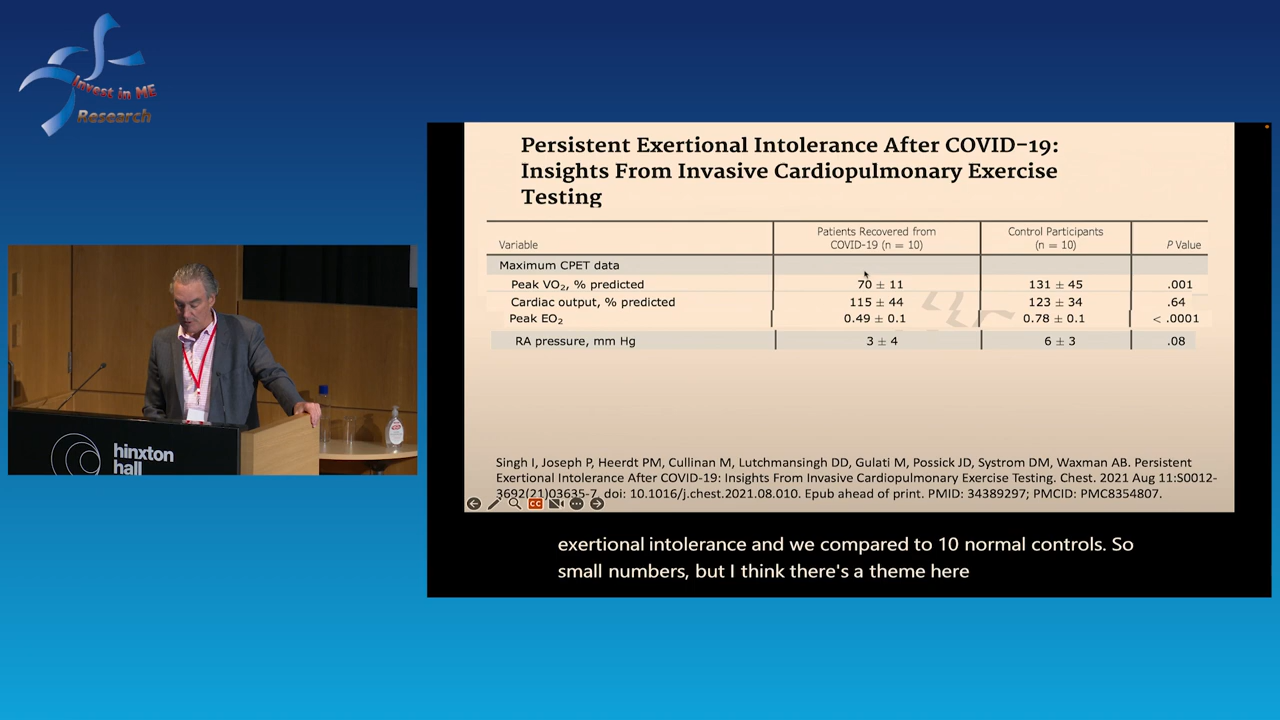 Invest in ME
Research
Persistent Exertional Intolerance After COVID-19:
Insights From Invasive Cardiopulmonary Exercise
Testing
Variable
Patients Recovered from
COVID-19 (n = 10)
Control Participants
(n = 10)
P Value
Maximum CPET data
Peak VO₂, % predicted 70 ± 11 131 ± 45 .001
Cardiac output, % predicted 115 ± 44 123 ± 34 .64
Peak EO₂ 0.49 ± 0.1 0.78 ± 0.1 < .0001
RA pressure, mm Hg 3 ± 4 6 ± 3 .08
Singh I, Joseph P, Heerdt PM, Cullinan M, Lutchmansingh DD, Gulati M, Possick JD, Systrom DM, Waxman AB. Persistent
Exertional Intolerance After COVID-19: Insights From Invasive Cardiopulmonary Exercise Testing. Chest. 2021 Aug 11:S0012-
3692(21)03635-7. doi: 10.1016/j.chest.2021.08.010. Epub ahead of print. PMID: 34389297; PMCID: PMC8354807.
CC
exertional intolerance and we compared to 10 normal controls. So
small numbers, but I think there's a theme here
hinxton
hall